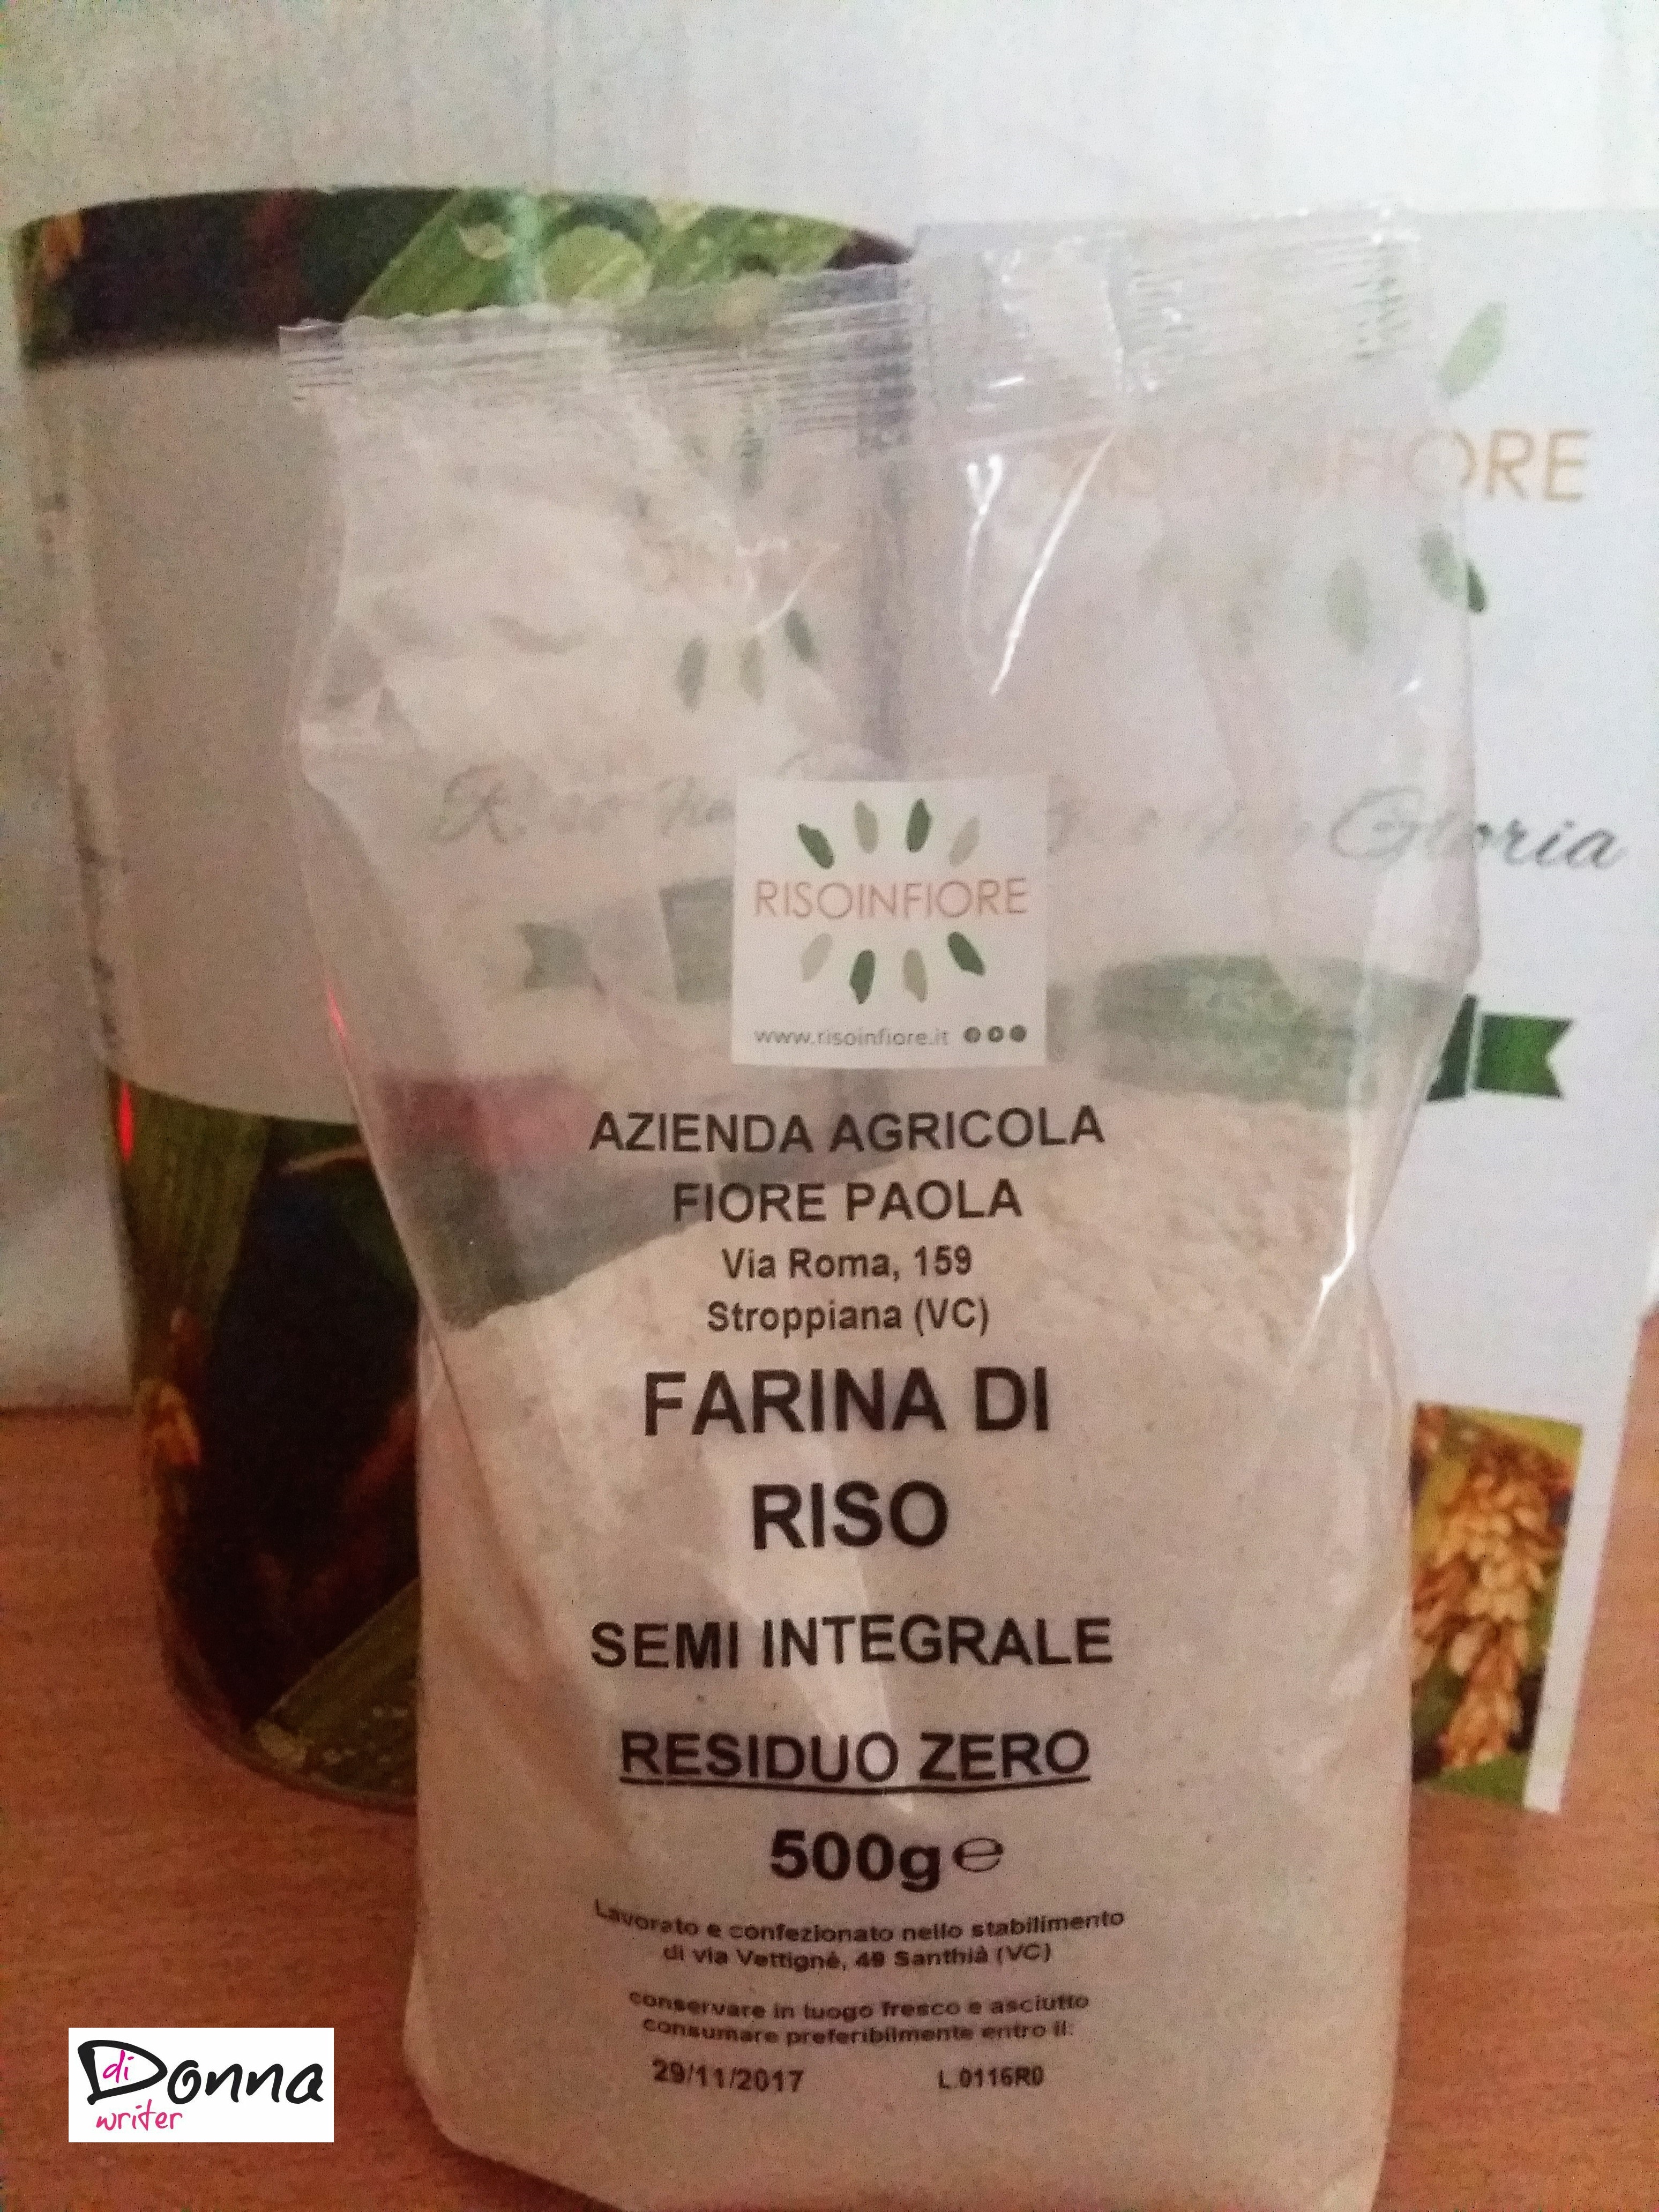 RISOINFIORE
Gloria
RISOINFIORE
www.risoinfiore.it
AZIENDA AGRICOLA
FIORE PAOLA
Via Roma, 159
Stroppiana (VC)
FARINA DI
RISO
SEMI INTEGRALE
RESIDUO ZERO
500g ℮
Lavorato e confezionato nello stabilimento
di via Vettignè, 49 Santhià (VC)
conservare in luogo fresco e asciutto
consumare preferibilmente entro il:
29/11/2017 L.0116R0
di Donna
writer